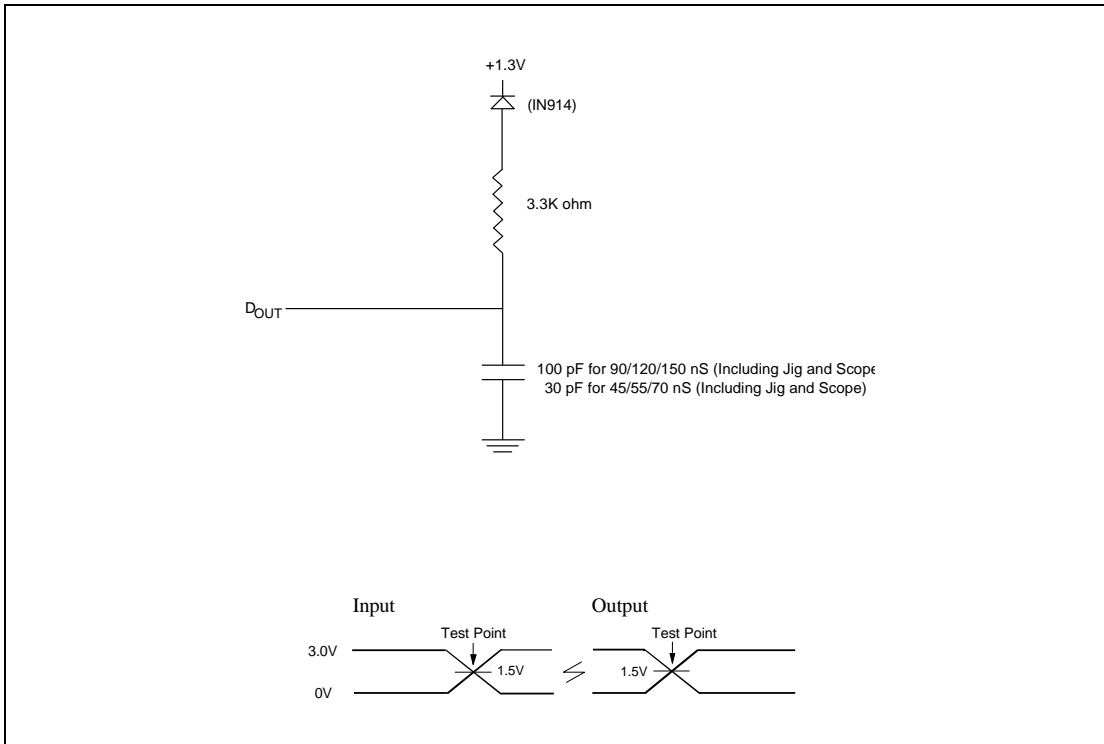 +1.3V
(IN914)
3.3K ohm
DOUT
100 pF for 90/120/150 nS (Including Jig and Scope
30 pF for 45/55/70 nS (Including Jig and Scope)
Input Output
Test Point Test Point
3.0V
1.5V 1.5V
0V